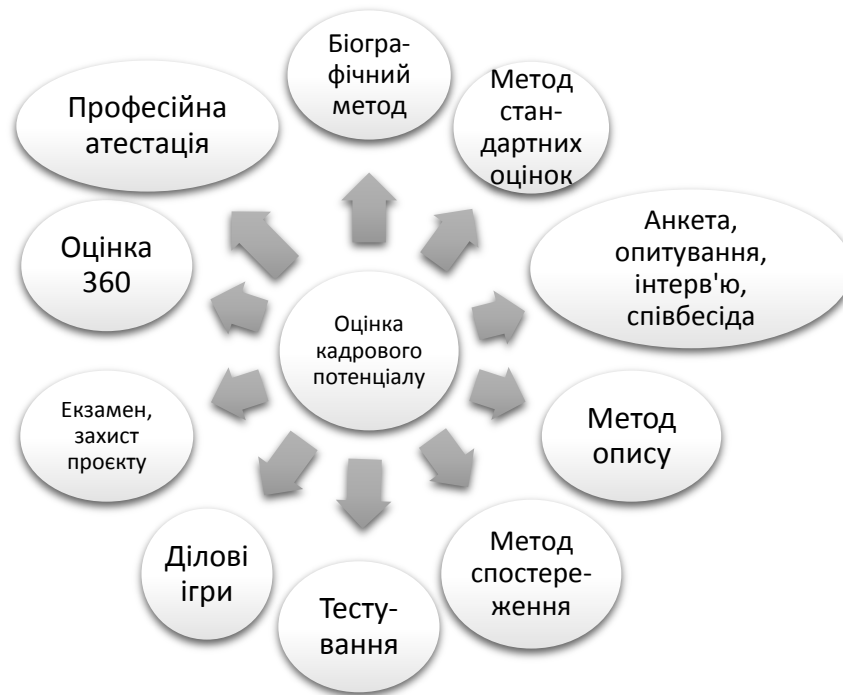 Біогра-
фічний
метод
Метод
стан-
дартних
оцінок
Анкета,
опитування,
інтерв'ю,
співбесіда
Метод
опису
Метод
спостере-
ження
Тесту-
вання
Ділові
ігри
Екзамен,
захист
проєкту
Оцінка
360
Професійна
атестація
Оцінка
кадрового
потенціалу